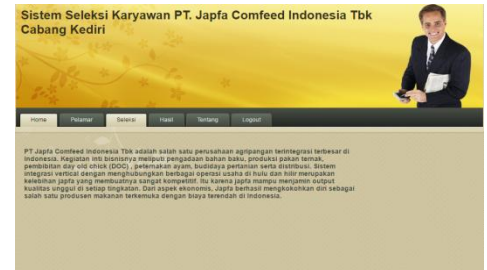 Sistem Seleksi Karyawan PT. Japfa Comfeed Indonesia Tbk
Cabang Kediri
Home Pelamar Seleksi Hasil Tentang Logout
PT Japfa Comfeed Indonesia Tbk adalah salah satu perusahaan agripangan terintegrasi terbesar di
Indonesia. Kegiatan inti bisnisnya meliputi pengadaan bahan baku, produksi pakan ternak,
pembibitan day old chick (DOC) , peternakan ayam, budidaya pertanian serta distribusi. Sistem
integrasi vertical dengan menghubungkan berbagai operasi usaha di hulu dan hilir merupakan
kelebihan japfa yang membuatnya sangat kompetitif. Itu karena japfa mampu menjamin output
kualitas unggul di setiap tingkatan. Dari aspek ekonomis, Japfa berhasil mengkokohkan diri sebagai
salah satu produsen makanan terkemuka dengan biaya terendah di Indonesia.